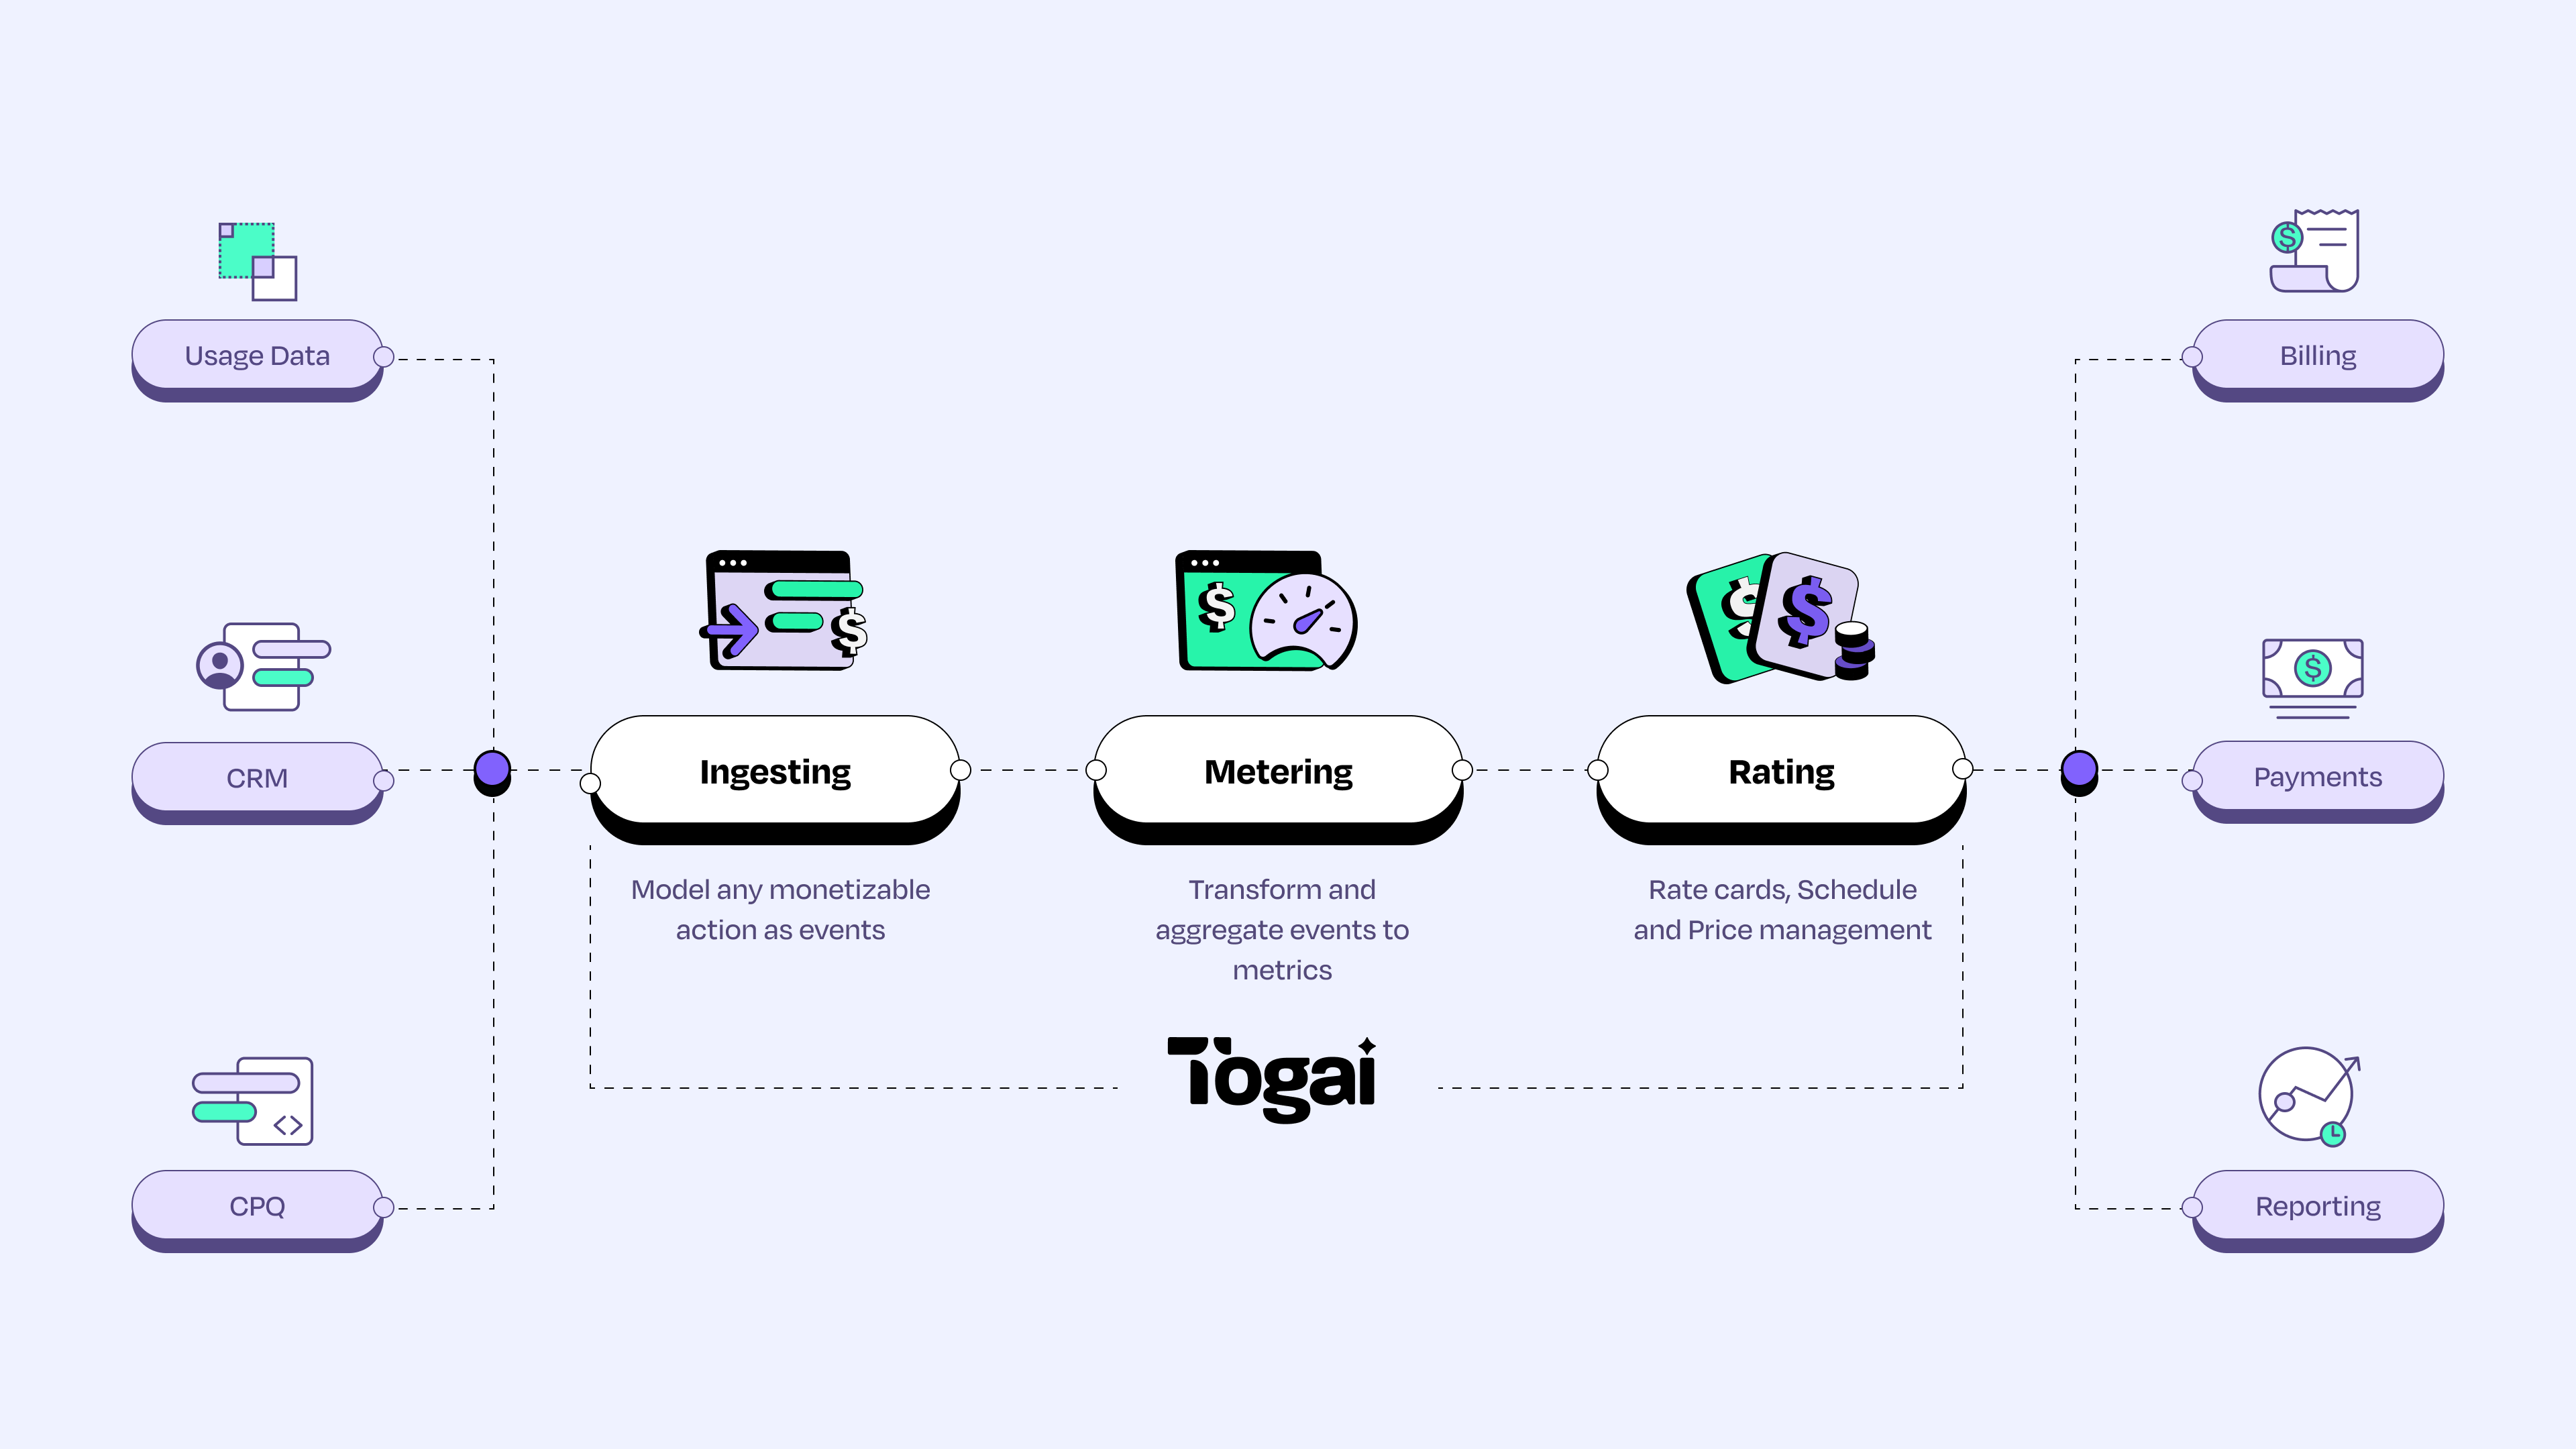 Usage Data
CRM
CPQ
Ingesting
Model any monetizable
action as events
Metering
Transform and
aggregate events to
metrics
Rating
Rate cards, Schedule
and Price management
Togai
Billing
Payments
Reporting